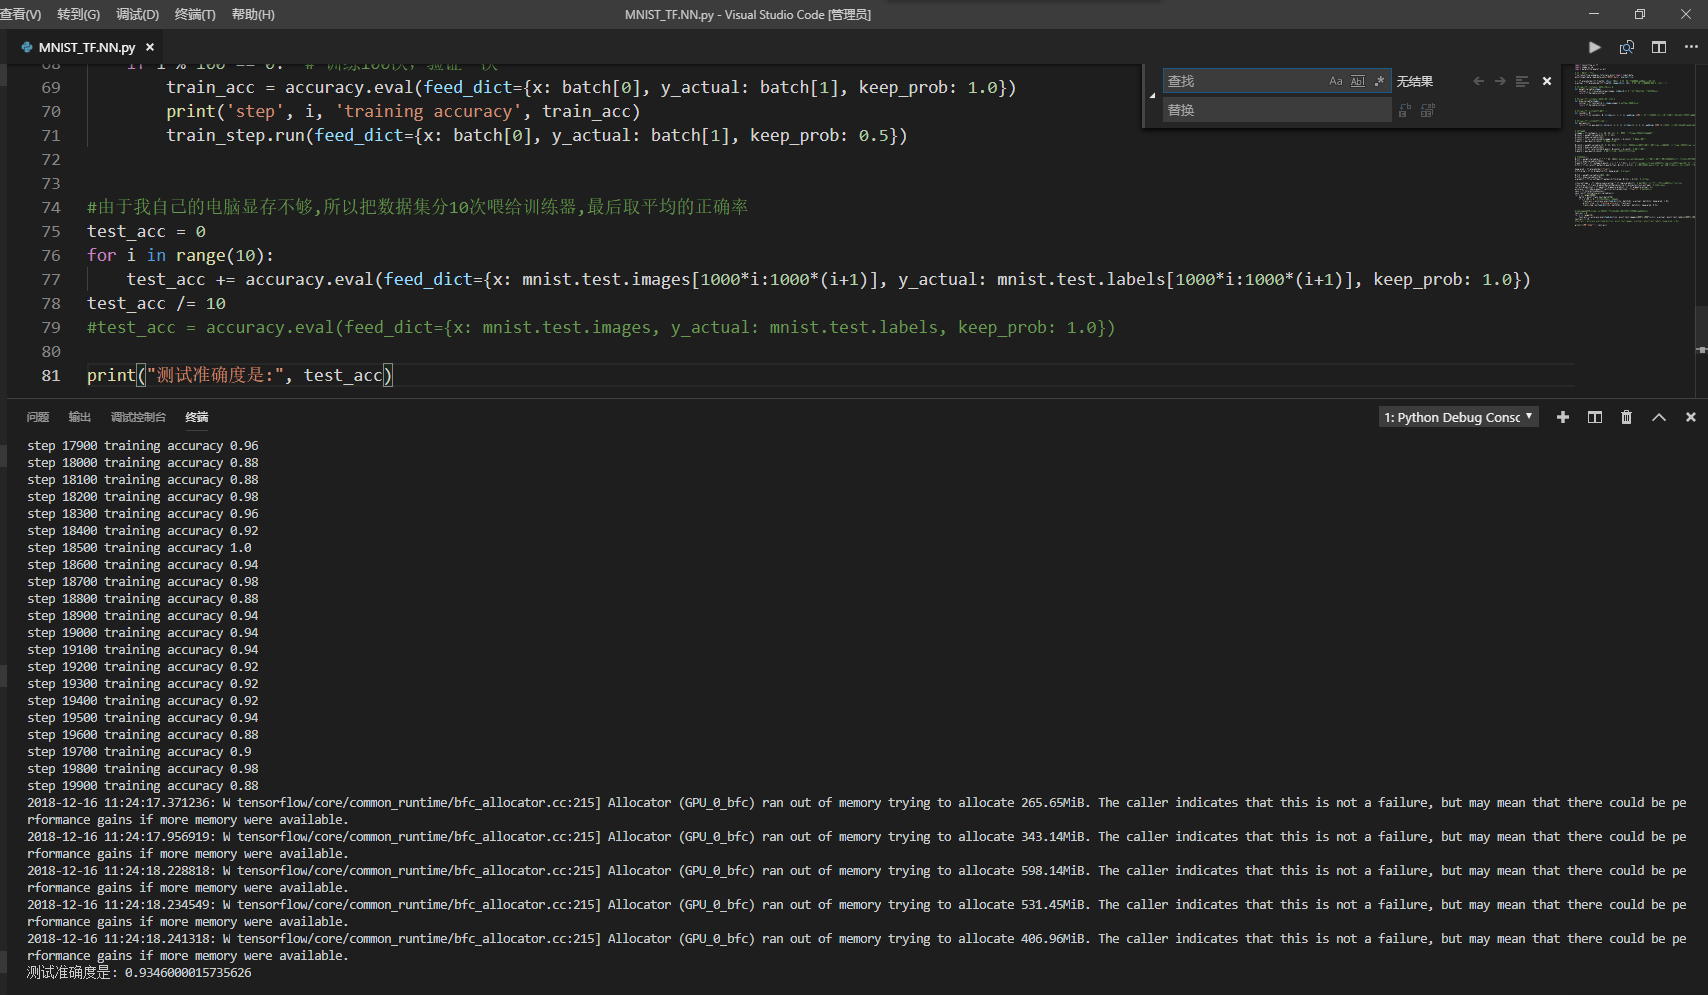 查看(V) 转到(G) 调试(D) 终端(T) 帮助(H) MNIST_TF.NN.py - Visual Studio Code [管理员]
MNIST_TF.NN.py
查找 Aa Abl .* 无结果
替换
68 if i % 100 == 0: # 训练100次，验证一次
69 train_acc = accuracy.eval(feed_dict={x: batch[0], y_actual: batch[1], keep_prob: 1.0})
70 print('step', i, 'training accuracy', train_acc)
71 train_step.run(feed_dict={x: batch[0], y_actual: batch[1], keep_prob: 0.5})
72
73
74 #由于我自己的电脑显存不够,所以把数据集分10次喂给训练器,最后取平均的正确率
75 test_acc = 0
76 for i in range(10):
77 test_acc += accuracy.eval(feed_dict={x: mnist.test.images[1000*i:1000*(i+1)], y_actual: mnist.test.labels[1000*i:1000*(i+1)], keep_prob: 1.0})
78 test_acc /= 10
79 #test_acc = accuracy.eval(feed_dict={x: mnist.test.images, y_actual: mnist.test.labels, keep_prob: 1.0})
80
81 print("测试准确度是:", test_acc)
问题 输出 调试控制台 终端 1: Python Debug Consc
step 17900 training accuracy 0.96
step 18000 training accuracy 0.88
step 18100 training accuracy 0.88
step 18200 training accuracy 0.98
step 18300 training accuracy 0.96
step 18400 training accuracy 0.92
step 18500 training accuracy 1.0
step 18600 training accuracy 0.94
step 18700 training accuracy 0.98
step 18800 training accuracy 0.88
step 18900 training accuracy 0.94
step 19000 training accuracy 0.94
step 19100 training accuracy 0.94
step 19200 training accuracy 0.92
step 19300 training accuracy 0.92
step 19400 training accuracy 0.92
step 19500 training accuracy 0.94
step 19600 training accuracy 0.88
step 19700 training accuracy 0.9
step 19800 training accuracy 0.98
step 19900 training accuracy 0.88
2018-12-16 11:24:17.371236: W tensorflow/core/common_runtime/bfc_allocator.cc:215] Allocator (GPU_0_bfc) ran out of memory trying to allocate 265.65MiB. The caller indicates that this is not a failure, but may mean that there could be pe
rformance gains if more memory were available.
2018-12-16 11:24:17.956919: W tensorflow/core/common_runtime/bfc_allocator.cc:215] Allocator (GPU_0_bfc) ran out of memory trying to allocate 343.14MiB. The caller indicates that this is not a failure, but may mean that there could be pe
rformance gains if more memory were available.
2018-12-16 11:24:18.228818: W tensorflow/core/common_runtime/bfc_allocator.cc:215] Allocator (GPU_0_bfc) ran out of memory trying to allocate 598.14MiB. The caller indicates that this is not a failure, but may mean that there could be pe
rformance gains if more memory were available.
2018-12-16 11:24:18.234549: W tensorflow/core/common_runtime/bfc_allocator.cc:215] Allocator (GPU_0_bfc) ran out of memory trying to allocate 531.45MiB. The caller indicates that this is not a failure, but may mean that there could be pe
rformance gains if more memory were available.
2018-12-16 11:24:18.241318: W tensorflow/core/common_runtime/bfc_allocator.cc:215] Allocator (GPU_0_bfc) ran out of memory trying to allocate 406.96MiB. The caller indicates that this is not a failure, but may mean that there could be pe
rformance gains if more memory were available.
测试准确度是: 0.9346000015735626